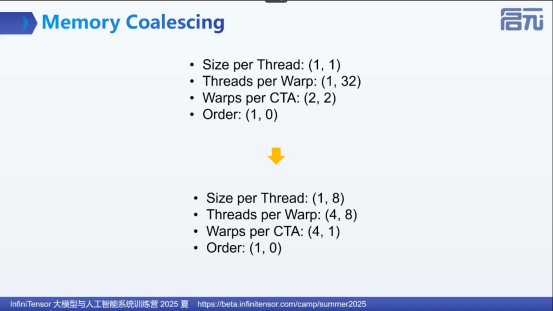 Memory Coalescing
启元
• Size per Thread: (1, 1)
• Threads per Warp: (1, 32)
• Warps per CTA: (2, 2)
• Order: (1, 0)
• Size per Thread: (1, 8)
• Threads per Warp: (4, 8)
• Warps per CTA: (4, 1)
• Order: (1, 0)
InfiniTensor 大模型与人工智能系统训练营 2025 夏 https://beta.infinitensor.com/camp/summer2025